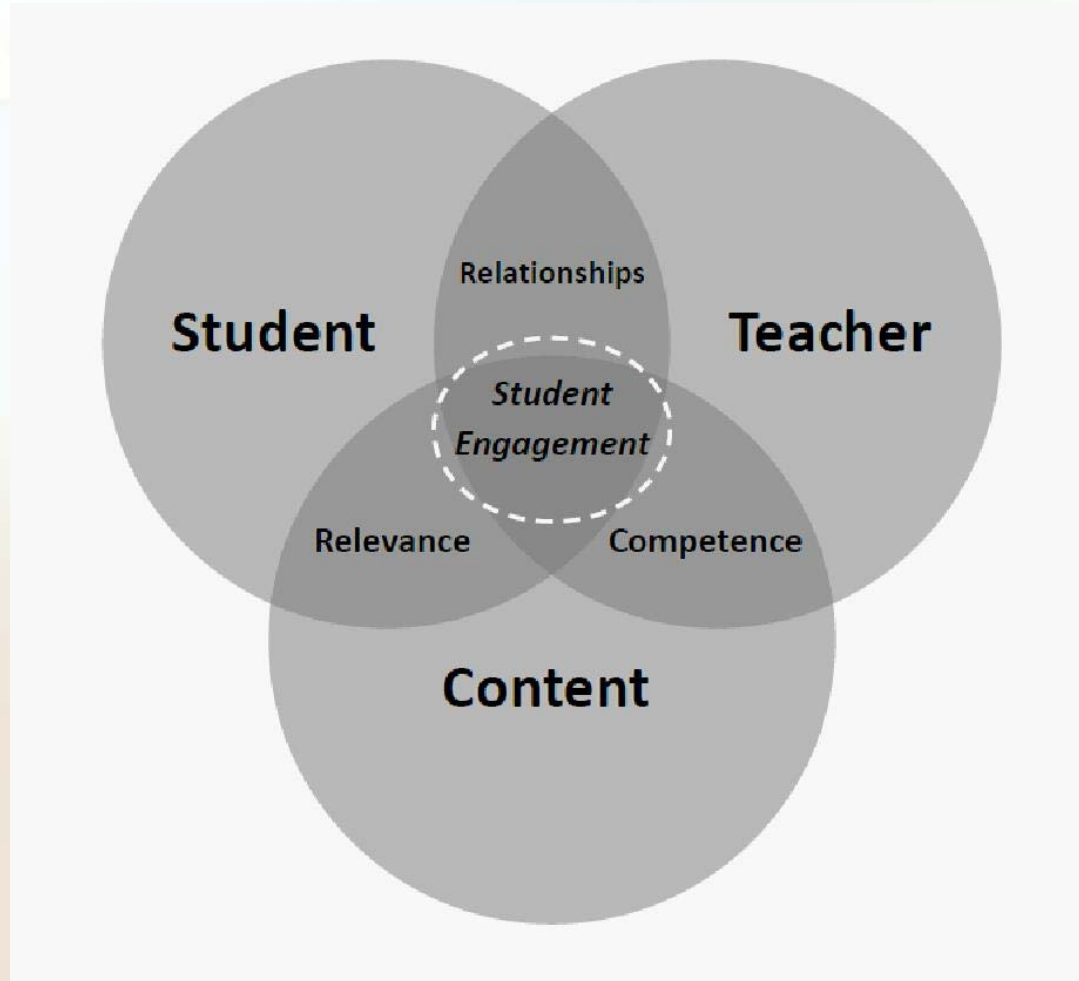 Relationships
Student
Teacher
Student
Engagement
Relevance
Competence
Content